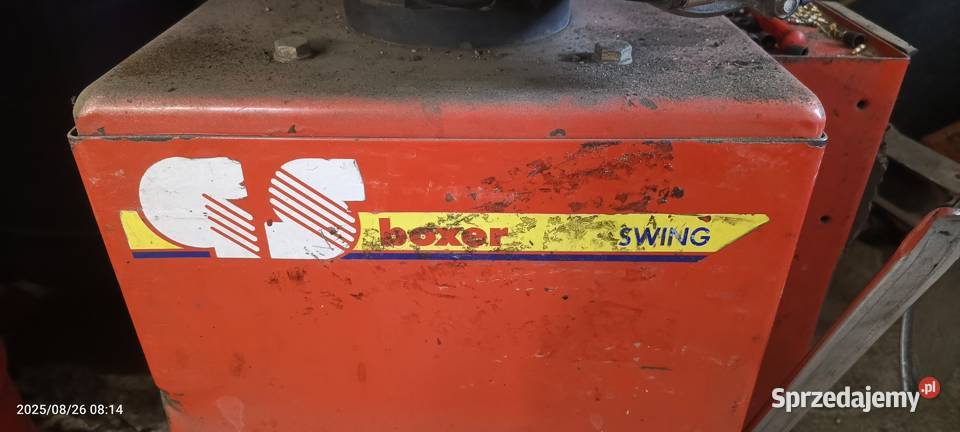 GS boxer SWING
2025/08/26 08:14
Sprzedajemy.pl